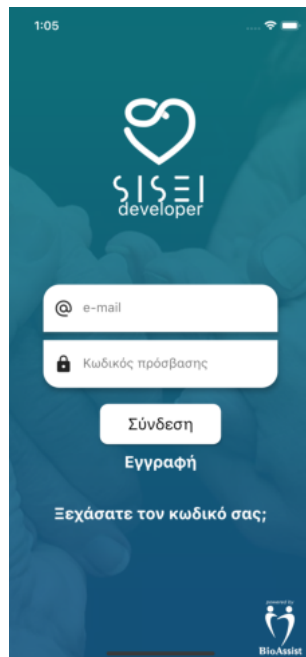 1:05
SISEI
developer
e-mail
Κωδικός πρόσβασης
Σύνδεση
Εγγραφή
Ξεχάσατε τον κωδικό σας;
powered by
BioAssist